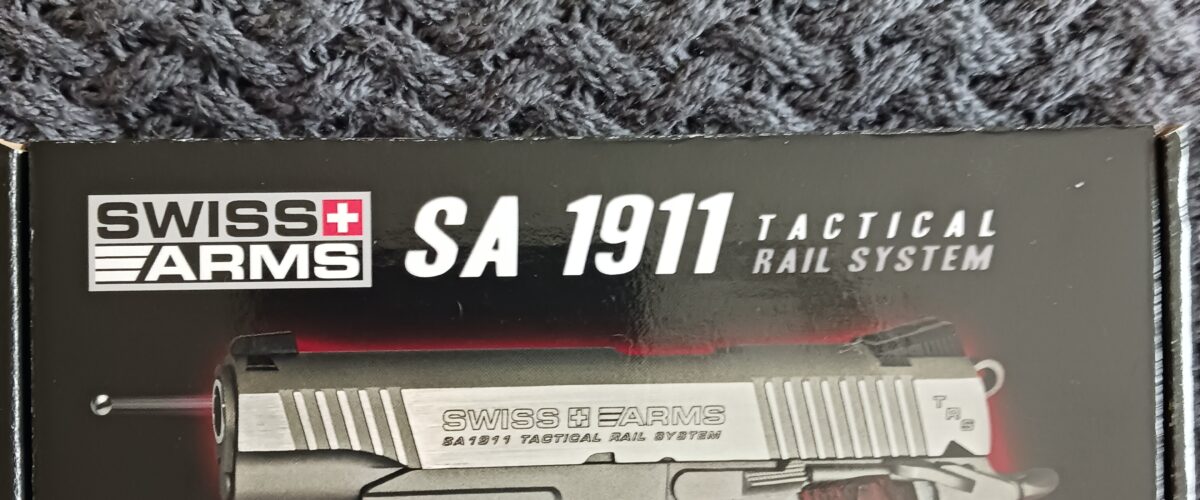 SWISS
ARMS
SA 1911 TACTICAL
RAIL SYSTEM
SWISS ARMS
SA1911 TACTICAL RAIL SYSTEM
TRS